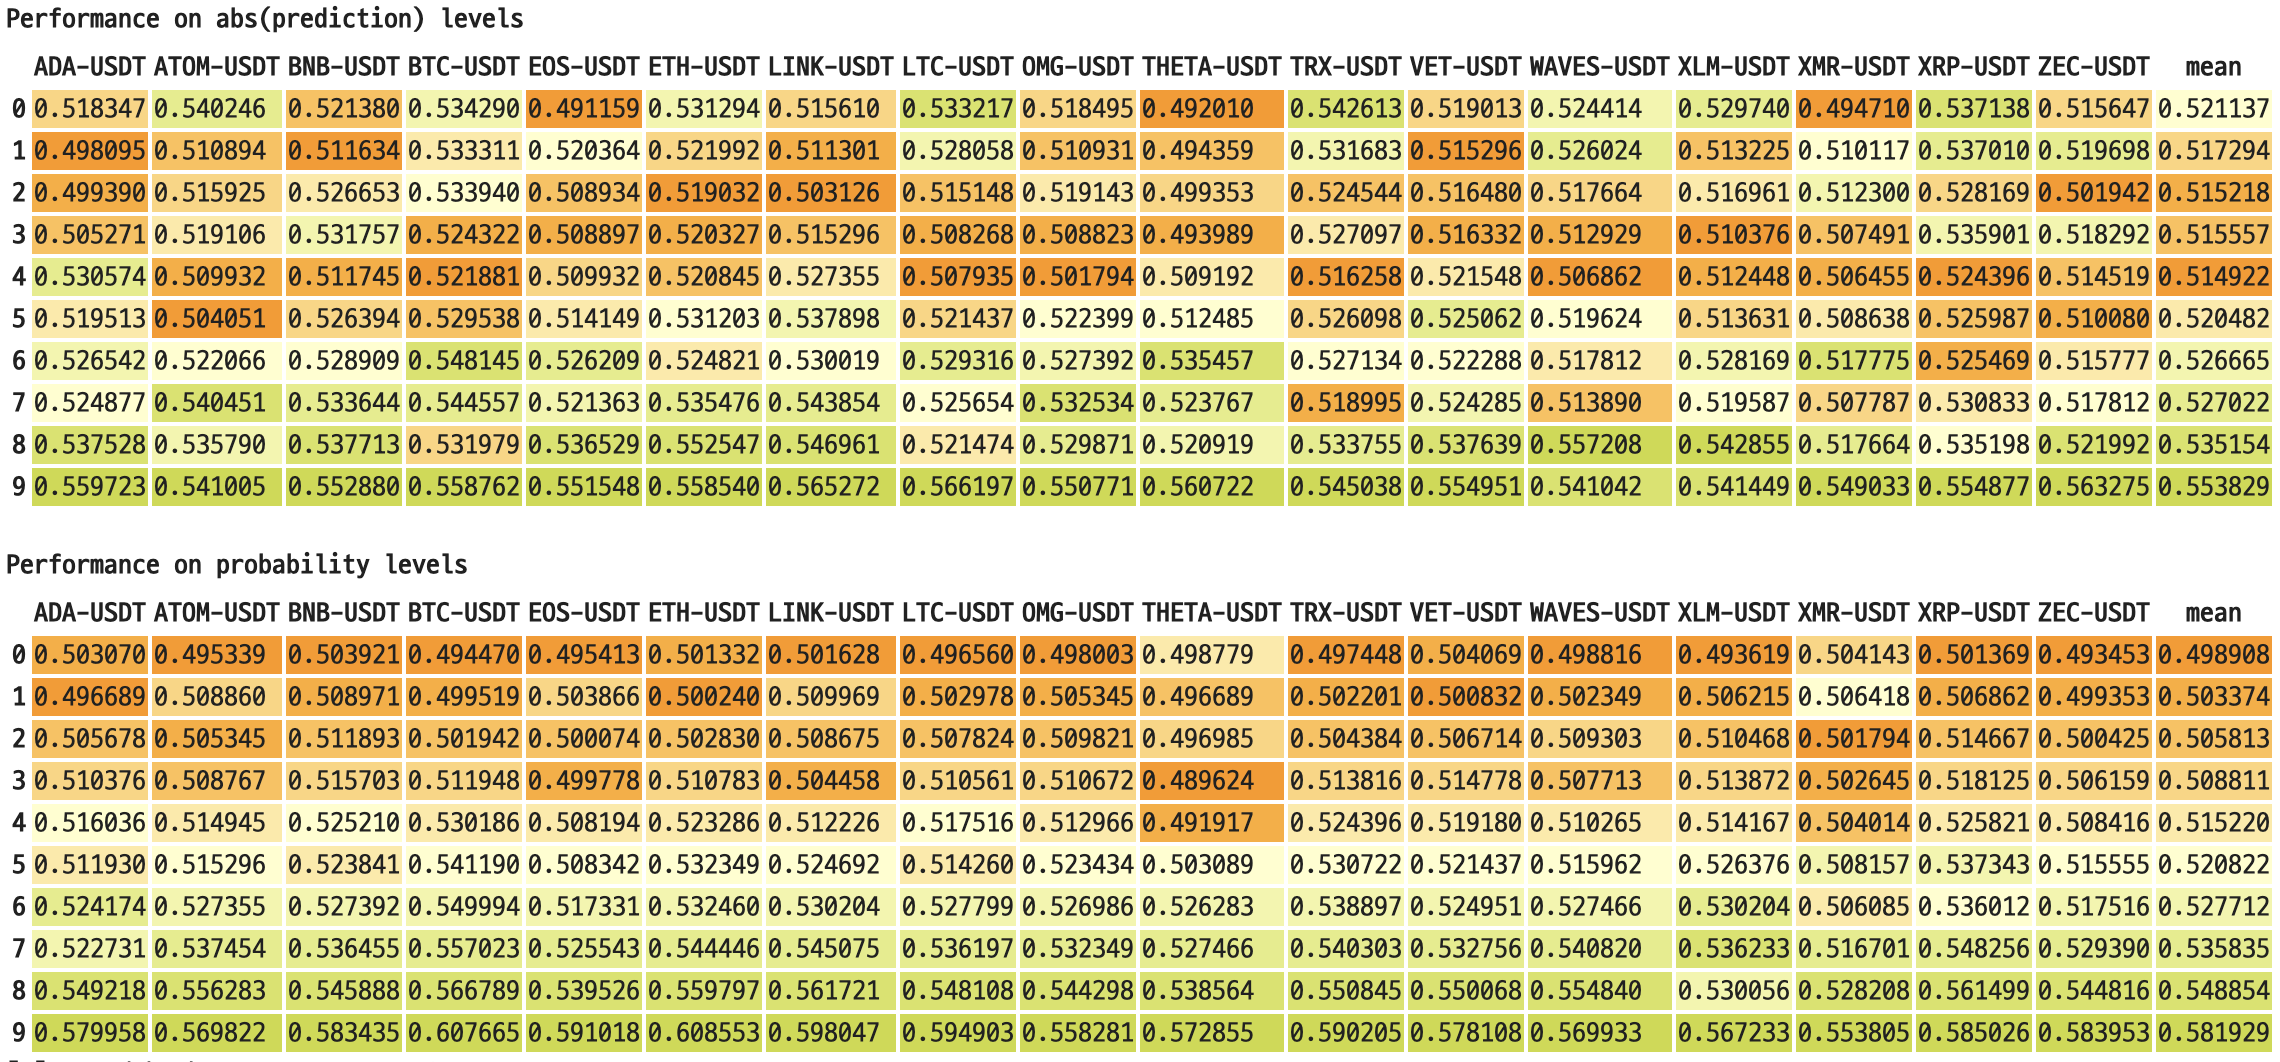 Performance on abs(prediction) levels
ADA-USDT ATOM-USDT BNB-USDT BTC-USDT EOS-USDT ETH-USDT LINK-USDT LTC-USDT OMG-USDT THETA-USDT TRX-USDT VET-USDT WAVES-USDT XLM-USDT XMR-USDT XRP-USDT ZEC-USDT mean
0 0.518347 0.540246 0.521380 0.534290 0.491159 0.531294 0.515610 0.533217 0.518495 0.492010 0.542613 0.519013 0.524414 0.529740 0.494710 0.537138 0.515647 0.521137
1 0.498095 0.510894 0.511634 0.533311 0.520364 0.521992 0.511301 0.528058 0.510931 0.494359 0.531683 0.515296 0.526024 0.513225 0.510117 0.537010 0.519698 0.517294
2 0.499390 0.515925 0.526653 0.533940 0.508934 0.519032 0.503126 0.515148 0.519143 0.499353 0.524544 0.516480 0.517664 0.516961 0.512300 0.528169 0.501942 0.515218
3 0.505271 0.519106 0.531757 0.524322 0.508897 0.520327 0.515296 0.508268 0.508823 0.493989 0.527097 0.516332 0.512929 0.510376 0.507491 0.535901 0.518292 0.515557
4 0.530574 0.509932 0.511745 0.521881 0.509932 0.520845 0.527355 0.507935 0.501794 0.509192 0.516258 0.521548 0.506862 0.512448 0.506455 0.524396 0.514519 0.514922
5 0.519513 0.504051 0.526394 0.529538 0.514149 0.531203 0.537898 0.521437 0.522399 0.512485 0.526098 0.525062 0.519624 0.513631 0.508638 0.525987 0.510080 0.520482
6 0.526542 0.522066 0.528909 0.548145 0.526209 0.524821 0.530019 0.529316 0.527392 0.535457 0.527134 0.522288 0.517812 0.528169 0.517775 0.525469 0.515777 0.526665
7 0.524877 0.540451 0.533644 0.544557 0.521363 0.535476 0.543854 0.525654 0.532534 0.523767 0.518995 0.524285 0.513890 0.519587 0.507787 0.530833 0.517812 0.527022
8 0.537528 0.535790 0.537713 0.531979 0.536529 0.552547 0.546961 0.521474 0.529871 0.520919 0.533755 0.537639 0.557208 0.542855 0.517664 0.535198 0.521992 0.535154
9 0.559723 0.541005 0.552880 0.558762 0.551548 0.558540 0.565272 0.566197 0.550771 0.560722 0.545038 0.554951 0.541042 0.541449 0.549033 0.554877 0.563275 0.553829
Performance on probability levels
ADA-USDT ATOM-USDT BNB-USDT BTC-USDT EOS-USDT ETH-USDT LINK-USDT LTC-USDT OMG-USDT THETA-USDT TRX-USDT VET-USDT WAVES-USDT XLM-USDT XMR-USDT XRP-USDT ZEC-USDT mean
0 0.503070 0.495339 0.503921 0.494470 0.495413 0.501332 0.501628 0.496560 0.498003 0.498779 0.497448 0.504069 0.498816 0.493619 0.504143 0.501369 0.493453 0.498908
1 0.496689 0.508860 0.508971 0.499519 0.503866 0.500240 0.509969 0.502978 0.505345 0.496689 0.502201 0.500832 0.502349 0.506215 0.506418 0.506862 0.499353 0.503374
2 0.505678 0.505345 0.511893 0.501942 0.500074 0.502830 0.508675 0.507824 0.509821 0.496985 0.504384 0.506714 0.509303 0.510468 0.501794 0.514667 0.500425 0.505813
3 0.510376 0.508767 0.515703 0.511948 0.499778 0.510783 0.504458 0.510561 0.510672 0.489624 0.513816 0.514778 0.507713 0.513872 0.502645 0.518125 0.506159 0.508811
4 0.516036 0.514945 0.525210 0.530186 0.508194 0.523286 0.512226 0.517516 0.512966 0.491917 0.524396 0.519180 0.510265 0.514167 0.504014 0.525821 0.508416 0.515220
5 0.511930 0.515296 0.523841 0.541190 0.508342 0.532349 0.524692 0.514260 0.523434 0.503089 0.530722 0.521437 0.515962 0.526376 0.508157 0.537343 0.515555 0.520822
6 0.524174 0.527355 0.527392 0.549994 0.517331 0.532460 0.530204 0.527799 0.526986 0.526283 0.538897 0.524951 0.527466 0.530204 0.506085 0.536012 0.517516 0.527712
7 0.522731 0.537454 0.536455 0.557023 0.525543 0.544446 0.545075 0.536197 0.532349 0.527466 0.540303 0.532756 0.540820 0.536233 0.516701 0.548256 0.529390 0.535835
8 0.549218 0.556283 0.545888 0.566789 0.539526 0.559797 0.561721 0.548108 0.544298 0.538564 0.550845 0.550068 0.554840 0.530056 0.528208 0.561499 0.544816 0.548854
9 0.579958 0.569822 0.583435 0.607665 0.591018 0.608553 0.598047 0.594903 0.558281 0.572855 0.590205 0.578108 0.569933 0.567233 0.553805 0.585026 0.583953 0.581929